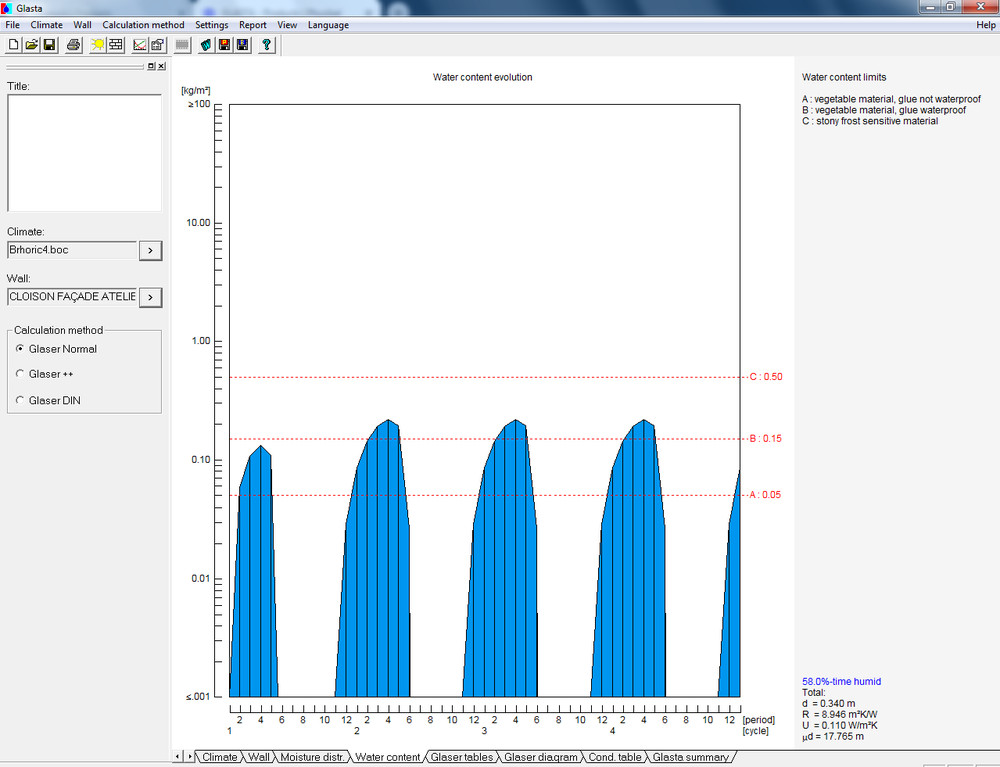 Glasta
File Climate Wall Calculation method Settings Report View Language Help
Title:
Climate:
Brhoric4.boc
>
Wall:
CLOISON FAÇADE ATELIE
>
Calculation method
Glaser Normal
Glaser ++
Glaser DIN
Water content evolution
[kg/m²]
≥100
10.00
1.00
0.10
0.01
≤.001
C : 0.50
B : 0.15
A : 0.05
2 4 6 8 10 12 2 4 6 8 10 12 2 4 6 8 10 12 2 4 6 8 10 12 [period]
1 2 3 4 [cycle]
Water content limits
A : vegetable material, glue not waterproof
B : vegetable material, glue waterproof
C : stony frost sensitive material
58.0%-time humid
Total:
d = 0.340 m
R = 8.946 m²K/W
U = 0.110 W/m²K
µd = 17.765 m
Climate Wall Moisture distr. Water content Glaser tables Glaser diagram Cond. table Glasta summary